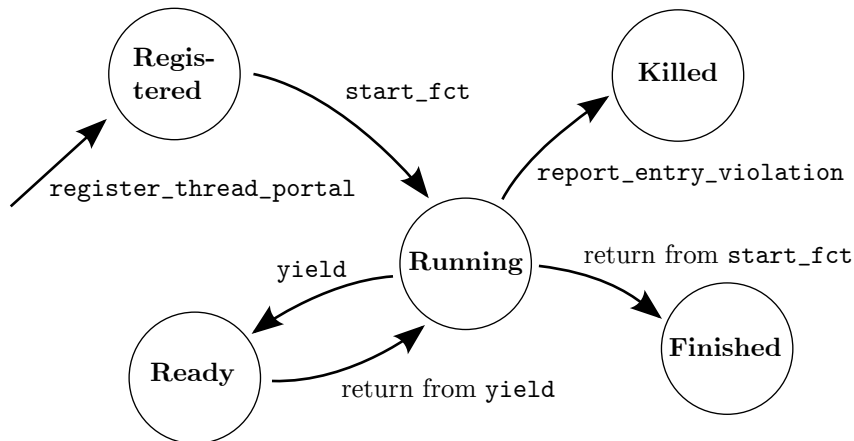 Regis-
tered
Killed
start_fct
register_thread_portal
report_entry_violation
Running
return from start_fct
yield
Finished
Ready
return from yield